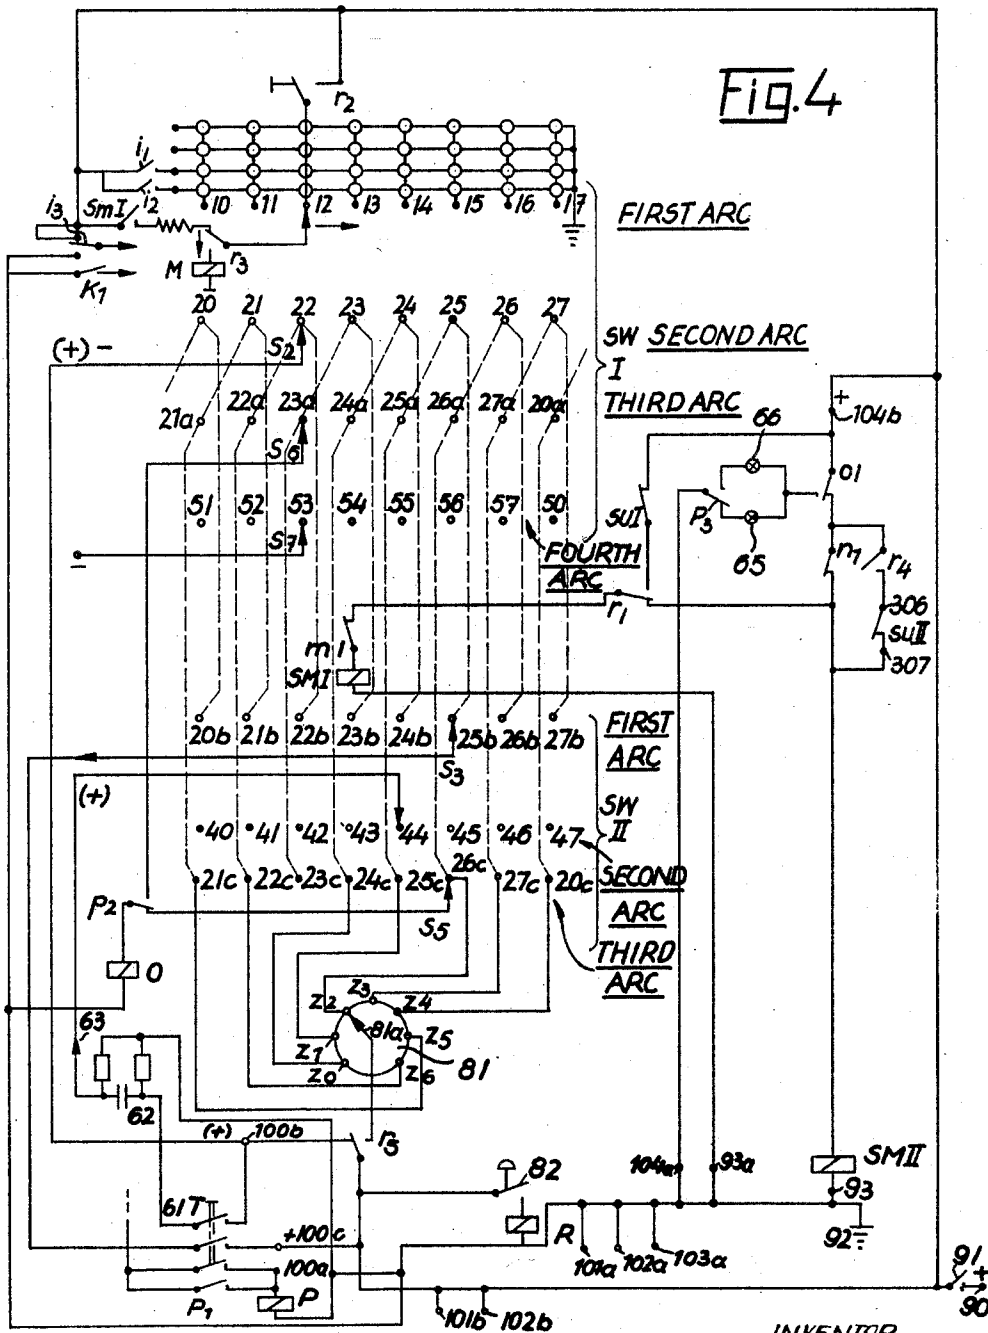 Fig. 4
r2
i1
i2
i3
SmI
10 11 12 13 14 15 16 17
FIRST ARC
M
r3
K1
20 21 22 23 24 25 26 27
(+) -
S2
SW I
SECOND ARC
THIRD ARC
21a 22a 23a 24a 25a 26a 27a 20a
S6
+
104b
66
01
51 52 53 54 55 56 57 50
suI
P3
65
S7
-
FOURTH ARC
n1
r4
r1
306
suII
307
m1
SMI
20b 21b 22b 23b 24b 25b 26b 27b
FIRST ARC
S3
(+)
SW II
40 41 42 43 44 45 46 47
26c
21c 22c 23c 24c 25c 27c 20c
SECOND ARC
P2
S5
THIRD ARC
O
Z3
Z2 Z4
81a
Z5
63
Z1
Z0 Z6
81
62
(+)
100b
r5
104a
93a
SMII
82
93
61T
+100c
R
92
101a 102a 103a
100a
P
P1
91
+
90
101b 102b
INVENTOR